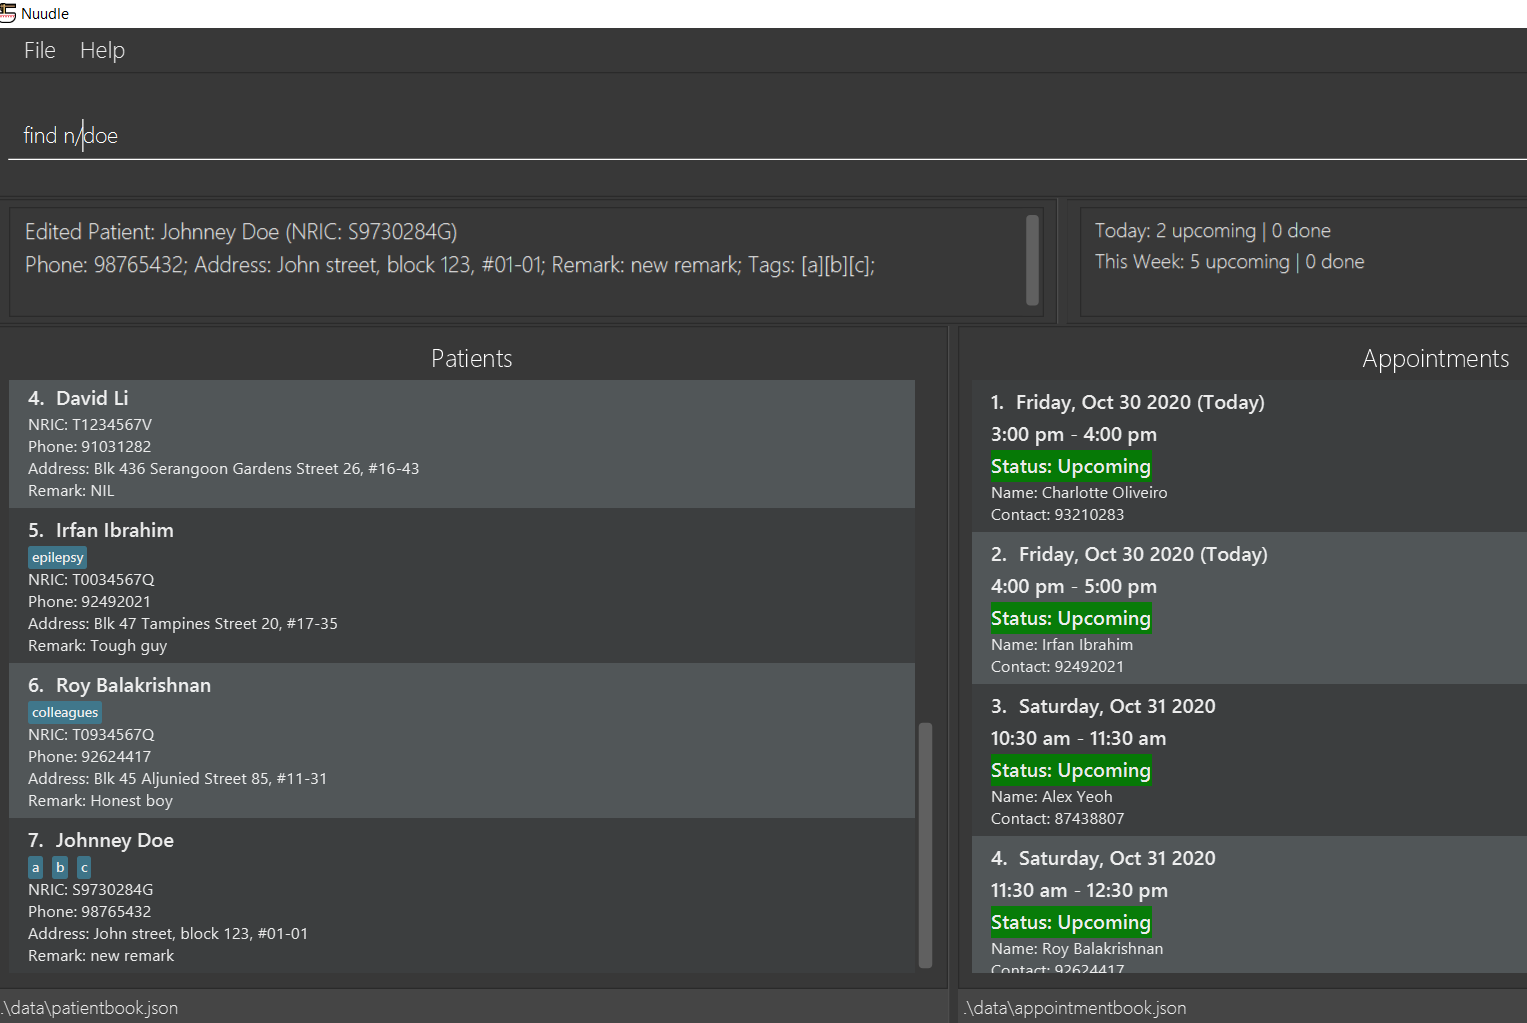 Nuudle
File Help
find n/doe
Edited Patient: Johnney Doe (NRIC: S9730284G)
Phone: 98765432; Address: John street, block 123, #01-01; Remark: new remark; Tags: [a][b][c];
Today: 2 upcoming | 0 done
This Week: 5 upcoming | 0 done
Patients
4. David Li
NRIC: T1234567V
Phone: 91031282
Address: Blk 436 Serangoon Gardens Street 26, #16-43
Remark: NIL
5. Irfan Ibrahim
epilepsy
NRIC: T0034567Q
Phone: 92492021
Address: Blk 47 Tampines Street 20, #17-35
Remark: Tough guy
6. Roy Balakrishnan
colleagues
NRIC: T0934567Q
Phone: 92624417
Address: Blk 45 Aljunied Street 85, #11-31
Remark: Honest boy
7. Johnney Doe
a b c
NRIC: S9730284G
Phone: 98765432
Address: John street, block 123, #01-01
Remark: new remark
Appointments
1. Friday, Oct 30 2020 (Today)
3:00 pm - 4:00 pm
Status: Upcoming
Name: Charlotte Oliveiro
Contact: 93210283
2. Friday, Oct 30 2020 (Today)
4:00 pm - 5:00 pm
Status: Upcoming
Name: Irfan Ibrahim
Contact: 92492021
3. Saturday, Oct 31 2020
10:30 am - 11:30 am
Status: Upcoming
Name: Alex Yeoh
Contact: 87438807
4. Saturday, Oct 31 2020
11:30 am - 12:30 pm
Status: Upcoming
Name: Roy Balakrishnan
Contact: 92624417
.\data\patientbook.json
.\data\appointmentbook.json